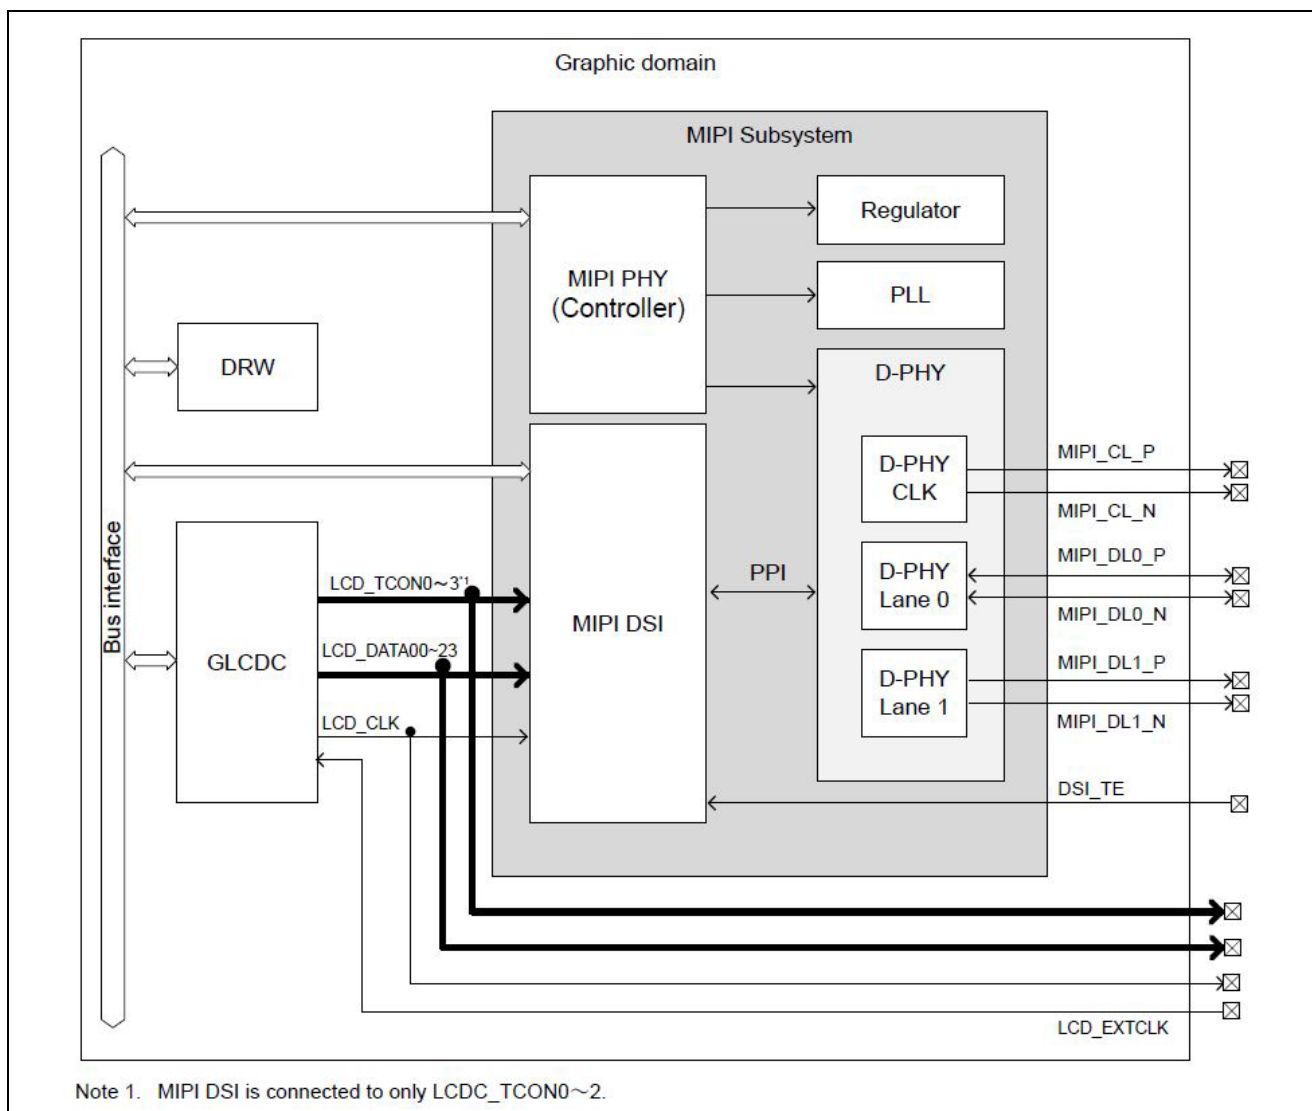 Graphic domain
MIPI Subsystem
MIPI PHY
(Controller)
Regulator
PLL
DRW
D-PHY
D-PHY
CLK
MIPI_CL_P
MIPI_CL_N
Bus interface
GLCDC
LCD_TCON0～3*1
LCD_DATA00~23
LCD_CLK
MIPI DSI
PPI
D-PHY
Lane 0
MIPI_DL0_P
MIPI_DL0_N
D-PHY
Lane 1
MIPI_DL1_P
MIPI_DL1_N
DSI_TE
LCD_EXTCLK
Note 1. MIPI DSI is connected to only LCDC_TCON0～2.